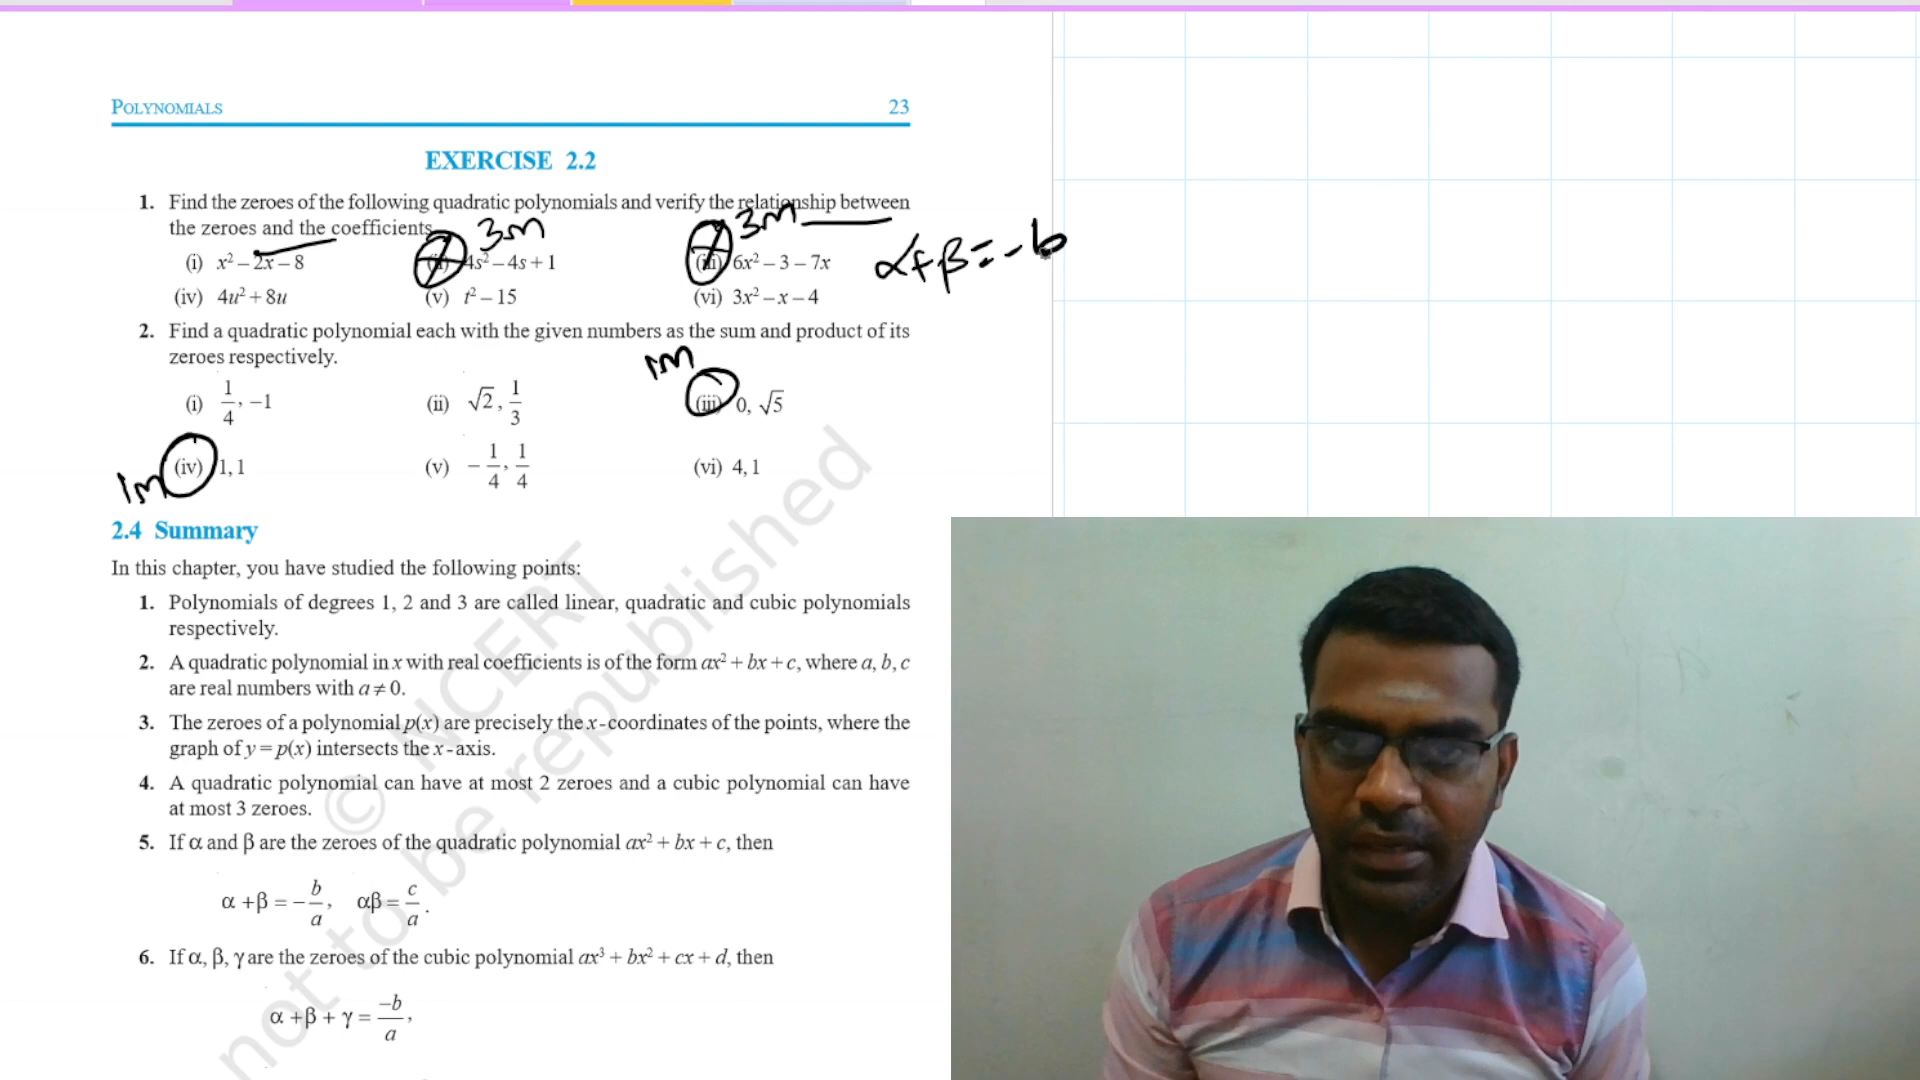 POLYNOMIALS 23
EXERCISE 2.2
1. Find the zeroes of the following quadratic polynomials and verify the relationship between
the zeroes and the coefficients.
3m 3m
(i) x² – 2x – 8 (ii) 4s² – 4s + 1 (iii) 6x² – 3 – 7x
α+β = -b
(iv) 4u² + 8u (v) t² – 15 (vi) 3x² – x – 4
2. Find a quadratic polynomial each with the given numbers as the sum and product of its
zeroes respectively.
1m
(i) 1/4, –1 (ii) √2, 1/3 (iii) 0, √5
1m (iv) 1, 1 (v) –1/4, 1/4 (vi) 4, 1
2.4 Summary
In this chapter, you have studied the following points:
1. Polynomials of degrees 1, 2 and 3 are called linear, quadratic and cubic polynomials
respectively.
2. A quadratic polynomial in x with real coefficients is of the form ax² + bx + c, where a, b, c
are real numbers with a ≠ 0.
3. The zeroes of a polynomial p(x) are precisely the x-coordinates of the points, where the
graph of y = p(x) intersects the x-axis.
4. A quadratic polynomial can have at most 2 zeroes and a cubic polynomial can have
at most 3 zeroes.
5. If α and β are the zeroes of the quadratic polynomial ax² + bx + c, then
α + β = –b/a, αβ = c/a.
6. If α, β, γ are the zeroes of the cubic polynomial ax³ + bx² + cx + d, then
α + β + γ = –b/a,
© NCERT
not to be republished